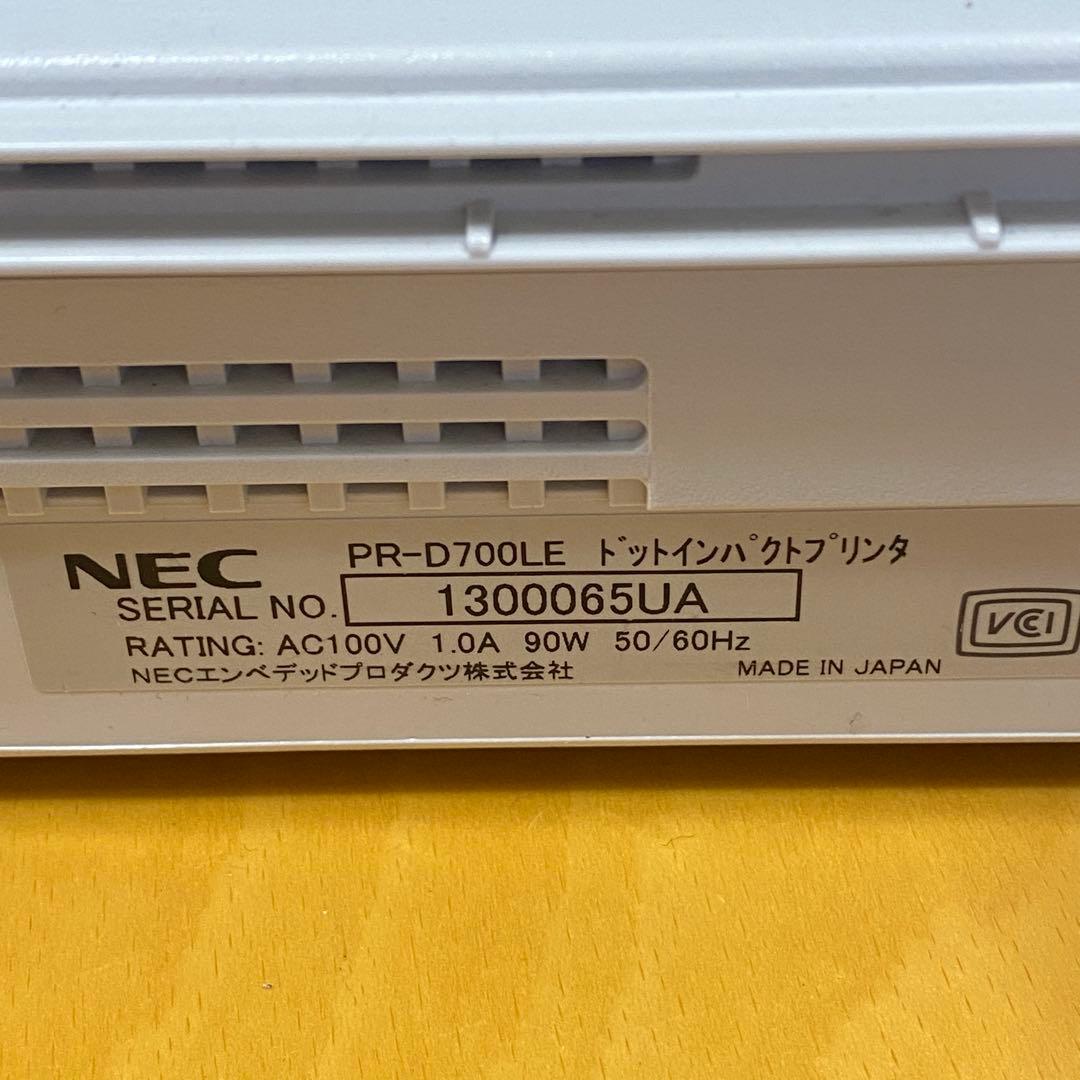 NEC PR-D700LE ﾄﾞｯﾄインﾊﾟｸﾄﾌﾟﾘﾝﾀ
SERIAL NO. 1300065UA
RATING: AC100V 1.0A 90W 50/60Hz
NECエンベデッドプロダクツ株式会社 MADE IN JAPAN
VCCI